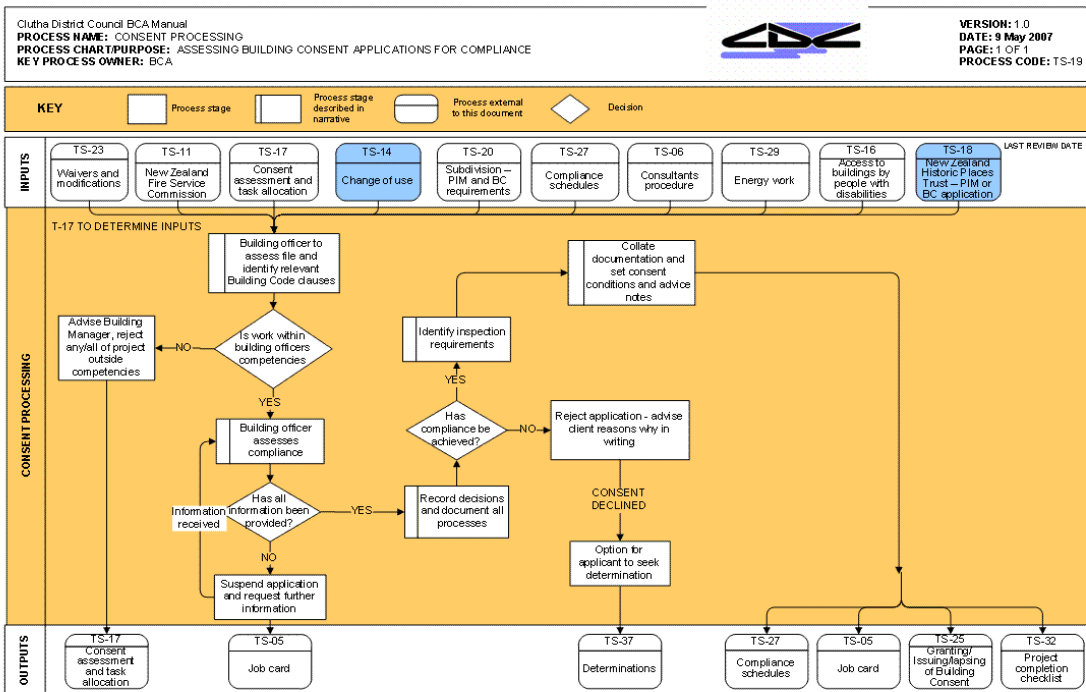 Clutha District Council BCA Manual
PROCESS NAME: CONSENT PROCESSING
PROCESS CHART/PURPOSE: ASSESSING BUILDING CONSENT APPLICATIONS FOR COMPLIANCE
KEY PROCESS OWNER: BCA
CDC
VERSION: 1.0
DATE: 9 May 2007
PAGE: 1 OF 1
PROCESS CODE: TS-19
KEY
Process stage
Process stage
described in
narrative
Process external
to this document
Decision
INPUTS
TS-23
Waivers and
modifications
TS-11
New Zealand
Fire Service
Commission
TS-17
Consent
assessment and
task allocation
TS-14
Change of use
TS-20
Subdivision –
PIM and BC
requirements
TS-27
Compliance
schedules
TS-06
Consultants
procedure
TS-29
Energy work
TS-16
Access to
buildings by
people with
disabilities
TS-18
New Zealand
Historic Places
Trust – PIM or
BC application
LAST REVIEW DATE
CONSENT PROCESSING
T-17 TO DETERMINE INPUTS
Building officer to
assess file and
identify relevant
Building Code clauses
Is work within
building officers
competencies
NO
Advise Building
Manager, reject
any/all of project
outside
competencies
YES
Building officer
assesses
compliance
Has all
information been
provided?
Information
received
NO
Suspend application
and request further
information
YES
Record decisions
and document all
processes
Has
compliance be
achieved?
YES
Identify inspection
requirements
Collate
documentation and
set consent
conditions and advice
notes
NO
Reject application - advise
client reasons why in
writing
CONSENT
DECLINED
Option for
applicant to seek
determination
OUTPUTS
TS-17
Consent
assessment
and task
allocation
TS-05
Job card
TS-37
Determinations
TS-27
Compliance
schedules
TS-05
Job card
TS-25
Granting/
Issuing/lapsing
of Building
Consent
TS-32
Project
completion
checklist